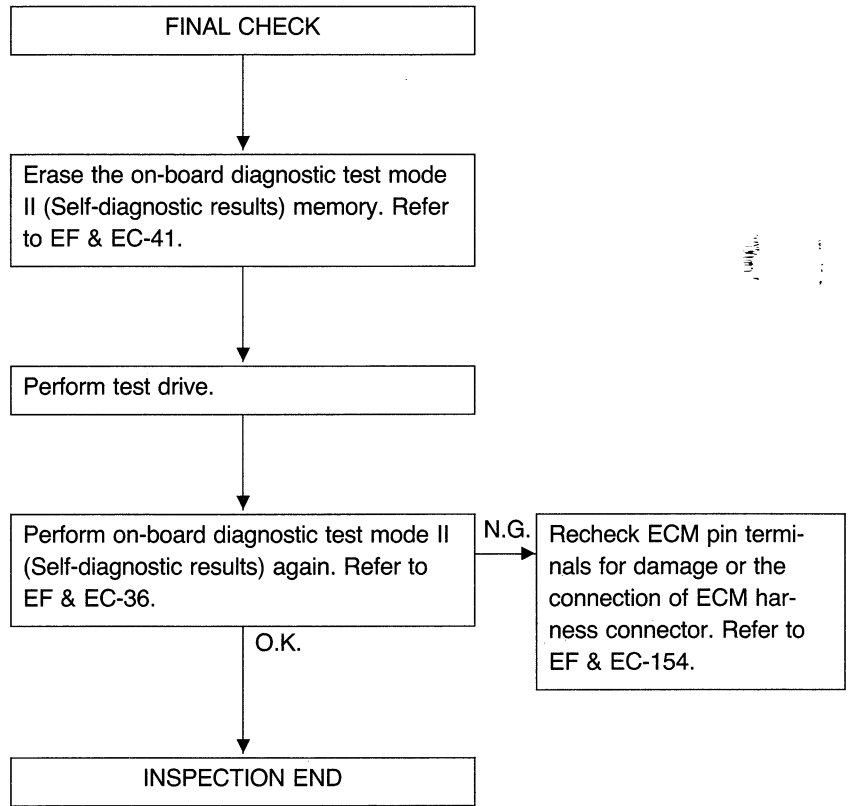 FINAL CHECK
Erase the on-board diagnostic test mode
II (Self-diagnostic results) memory. Refer
to EF & EC-41.
Perform test drive.
Perform on-board diagnostic test mode II
(Self-diagnostic results) again. Refer to
EF & EC-36.
N.G.
Recheck ECM pin termi-
nals for damage or the
connection of ECM har-
ness connector. Refer to
EF & EC-154.
O.K.
INSPECTION END